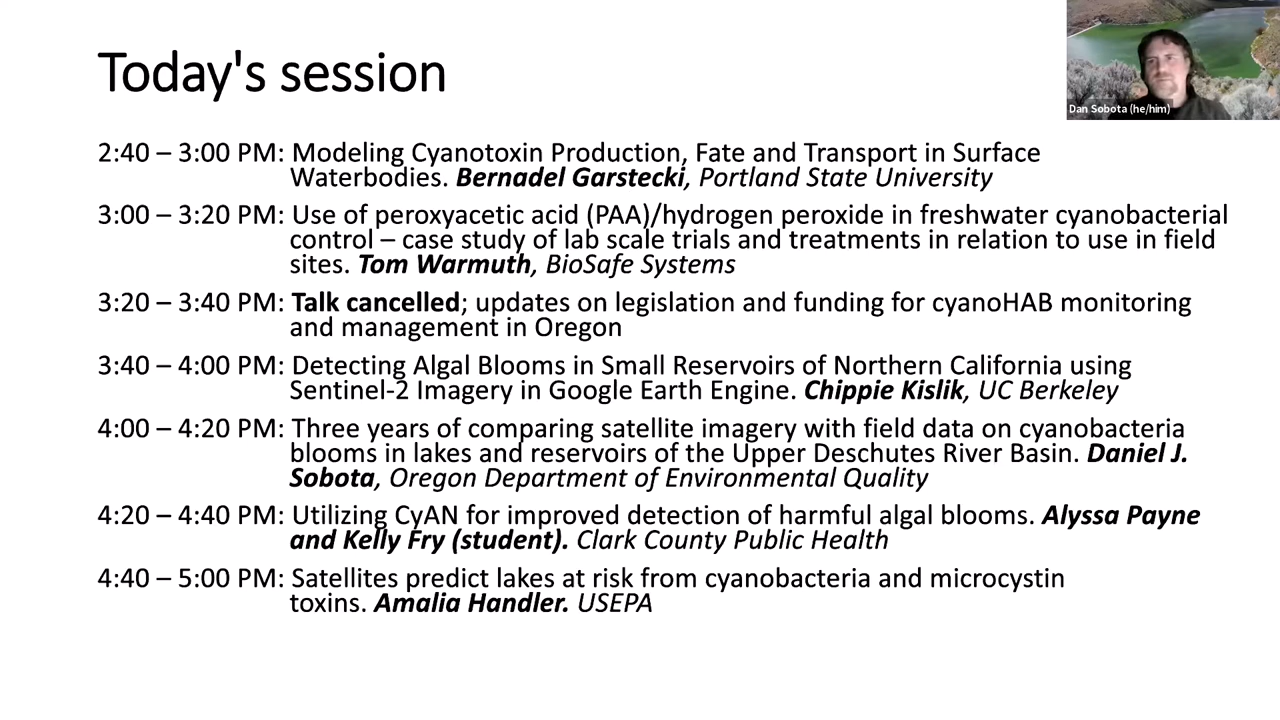 Today's session
Dan Sobota (he/him)
2:40 – 3:00 PM: Modeling Cyanotoxin Production, Fate and Transport in Surface
Waterbodies. Bernadel Garstecki, Portland State University
3:00 – 3:20 PM: Use of peroxyacetic acid (PAA)/hydrogen peroxide in freshwater cyanobacterial
control – case study of lab scale trials and treatments in relation to use in field
sites. Tom Warmuth, BioSafe Systems
3:20 – 3:40 PM: Talk cancelled; updates on legislation and funding for cyanoHAB monitoring
and management in Oregon
3:40 – 4:00 PM: Detecting Algal Blooms in Small Reservoirs of Northern California using
Sentinel-2 Imagery in Google Earth Engine. Chippie Kislik, UC Berkeley
4:00 – 4:20 PM: Three years of comparing satellite imagery with field data on cyanobacteria
blooms in lakes and reservoirs of the Upper Deschutes River Basin. Daniel J.
Sobota, Oregon Department of Environmental Quality
4:20 – 4:40 PM: Utilizing CyAN for improved detection of harmful algal blooms. Alyssa Payne
and Kelly Fry (student). Clark County Public Health
4:40 – 5:00 PM: Satellites predict lakes at risk from cyanobacteria and microcystin
toxins. Amalia Handler. USEPA